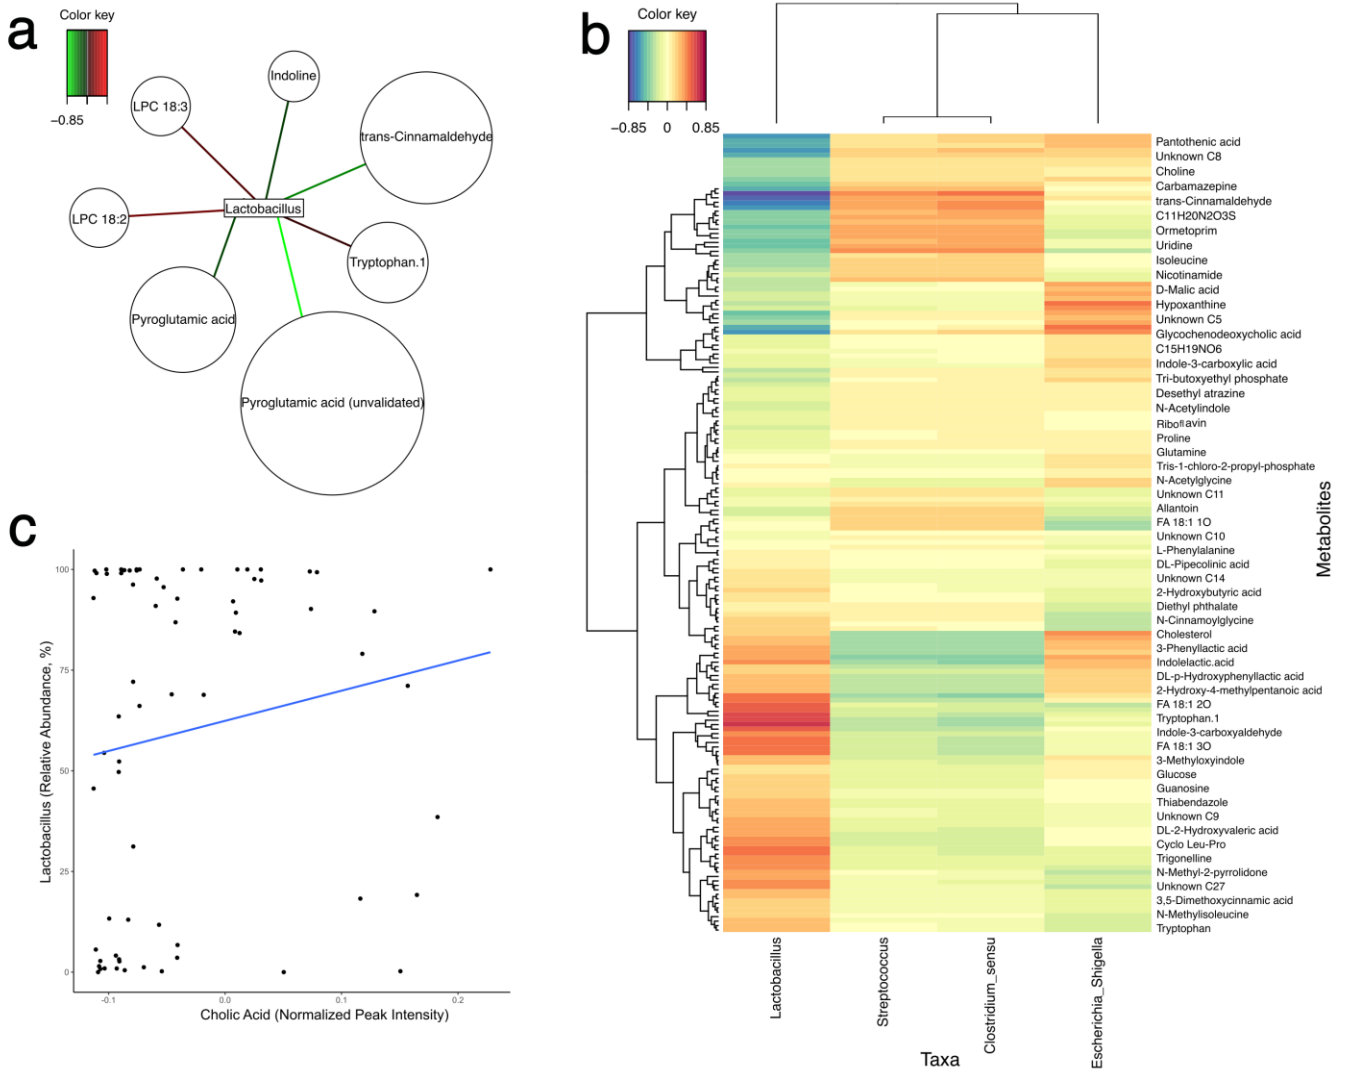 a
Color key
−0.85
Indoline
LPC 18:3
trans-Cinnamaldehyde
Lactobacillus
LPC 18:2
Tryptophan.1
Pyroglutamic acid
Pyroglutamic acid (unvalidated)
b
Color key
-0.85 0 0.85
Pantothenic acid
Unknown C8
Choline
Carbamazepine
trans-Cinnamaldehyde
C11H20N2O3S
Ormetoprim
Uridine
Isoleucine
Nicotinamide
D-Malic acid
Hypoxanthine
Unknown C5
Glycochenodeoxycholic acid
C15H19NO6
Indole-3-carboxylic acid
Tri-butoxyethyl phosphate
Desethyl atrazine
N-Acetylindole
Riboflavin
Proline
Glutamine
Tris-1-chloro-2-propyl-phosphate
N-Acetylglycine
Unknown C11
Allantoin
FA 18:1 1O
Unknown C10
L-Phenylalanine
DL-Pipecolinic acid
Unknown C14
2-Hydroxybutyric acid
Diethyl phthalate
N-Cinnamoylglycine
Cholesterol
3-Phenyllactic acid
Indolelactic.acid
DL-p-Hydroxyphenyllactic acid
2-Hydroxy-4-methylpentanoic acid
FA 18:1 2O
Tryptophan.1
Indole-3-carboxyaldehyde
FA 18:1 3O
3-Methyloxyindole
Glucose
Guanosine
Thiabendazole
Unknown C9
DL-2-Hydroxyvaleric acid
Cyclo Leu-Pro
Trigonelline
N-Methyl-2-pyrrolidone
Unknown C27
3,5-Dimethoxycinnamic acid
N-Methylisoleucine
Tryptophan
Metabolites
Lactobacillus
Streptococcus
Clostridium_sensu
Escherichia_Shigella
Taxa
c
100
75
50
25
0
Lactobacillus (Relative Abundance, %)
-0.1 0.0 0.1 0.2
Cholic Acid (Normalized Peak Intensity)